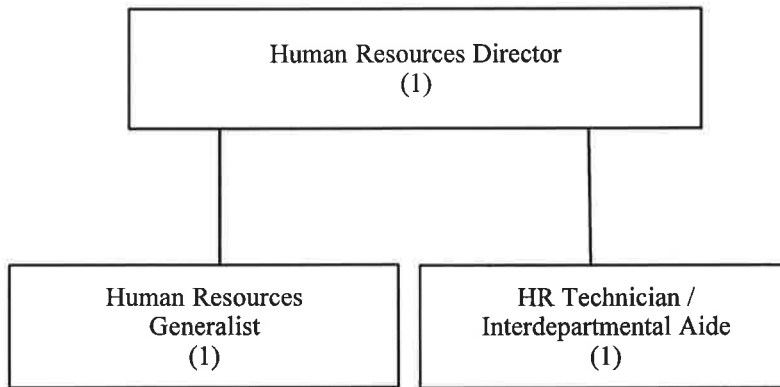 Human Resources Director
(1)
Human Resources
Generalist
(1)
HR Technician /
Interdepartmental Aide
(1)